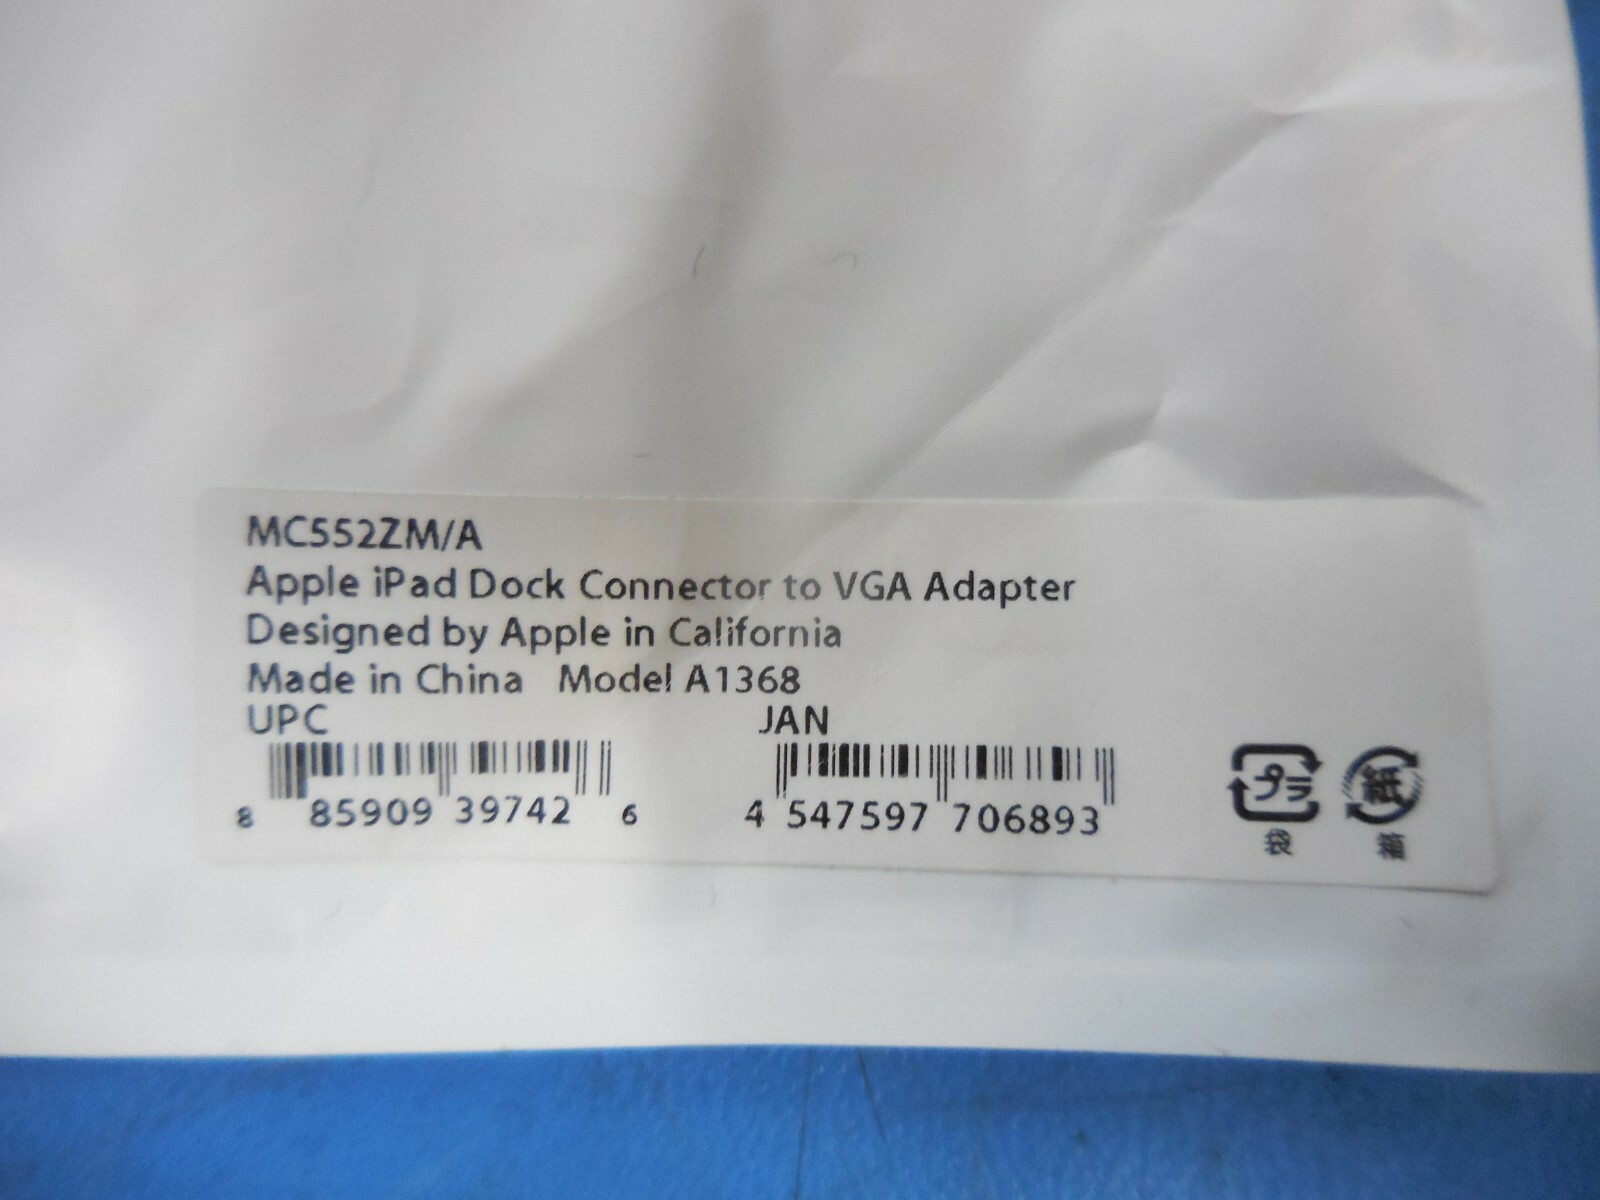 MC552ZM/A
Apple iPad Dock Connector to VGA Adapter
Designed by Apple in California
Made in China Model A1368
UPC JAN
8 85909 39742 6 4 547597 706893
プラ 紙
袋 箱